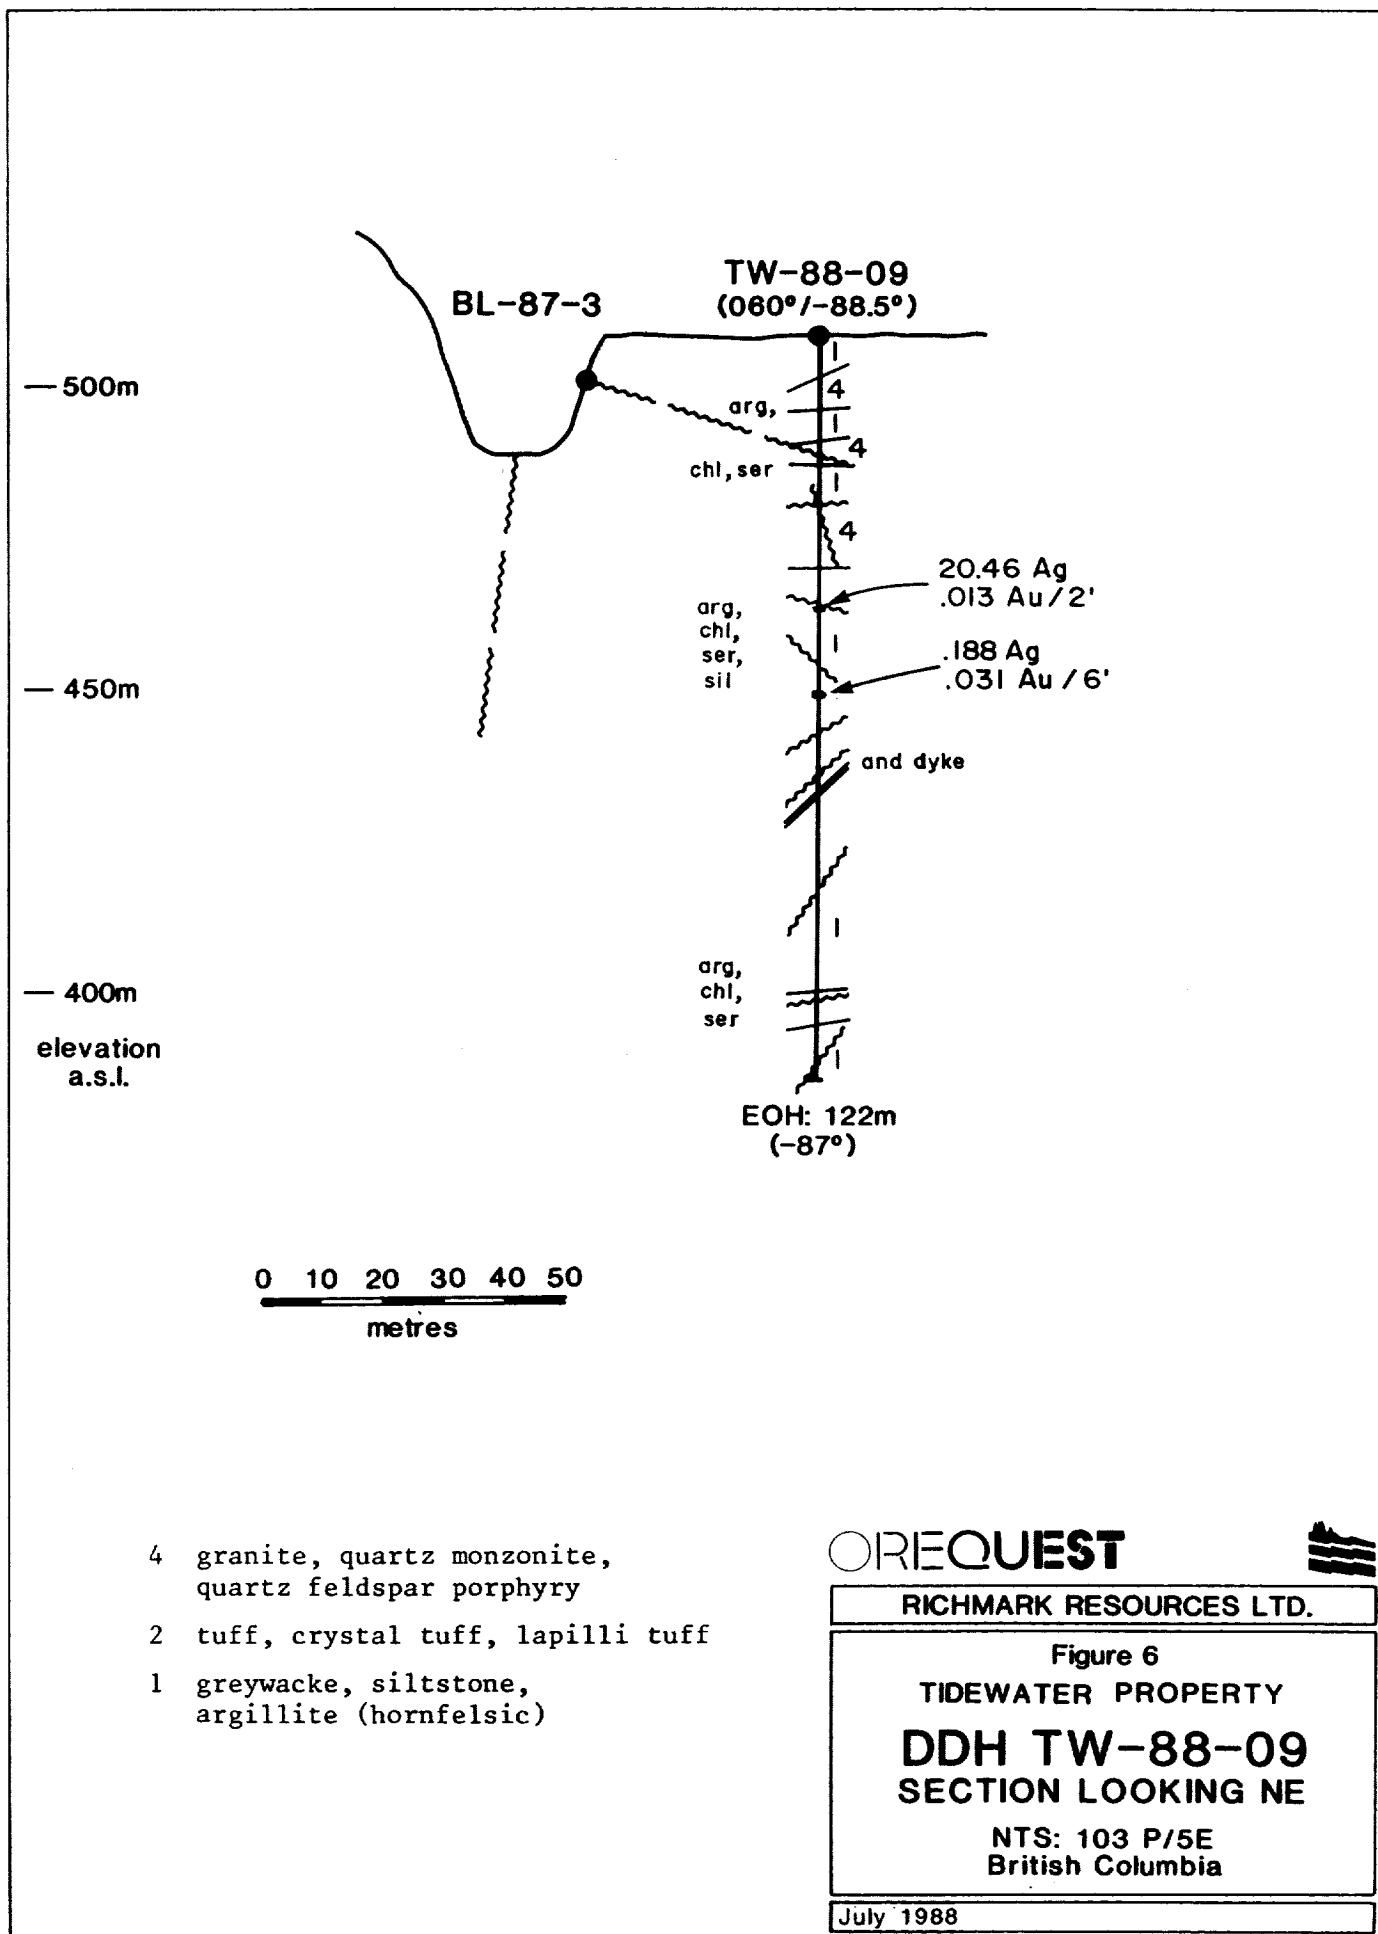 BL-87-3
TW-88-09
(060°/-88.5°)
500m
4
arg,
1
4
chl, ser
1
4
20.46 Ag
.013 Au/2'
arg,
chl,
ser,
sil
1
.188 Ag
.031 Au / 6'
450m
and dyke
1
arg,
chl,
ser
400m
elevation
a.s.l.
1
EOH: 122m
(-87°)
0 10 20 30 40 50
metres
4 granite, quartz monzonite,
quartz feldspar porphyry
2 tuff, crystal tuff, lapilli tuff
1 greywacke, siltstone,
argillite (hornfelsic)
OREQUEST
RICHMARK RESOURCES LTD.
Figure 6
TIDEWATER PROPERTY
DDH TW-88-09
SECTION LOOKING NE
NTS: 103 P/5E
British Columbia
July 1988